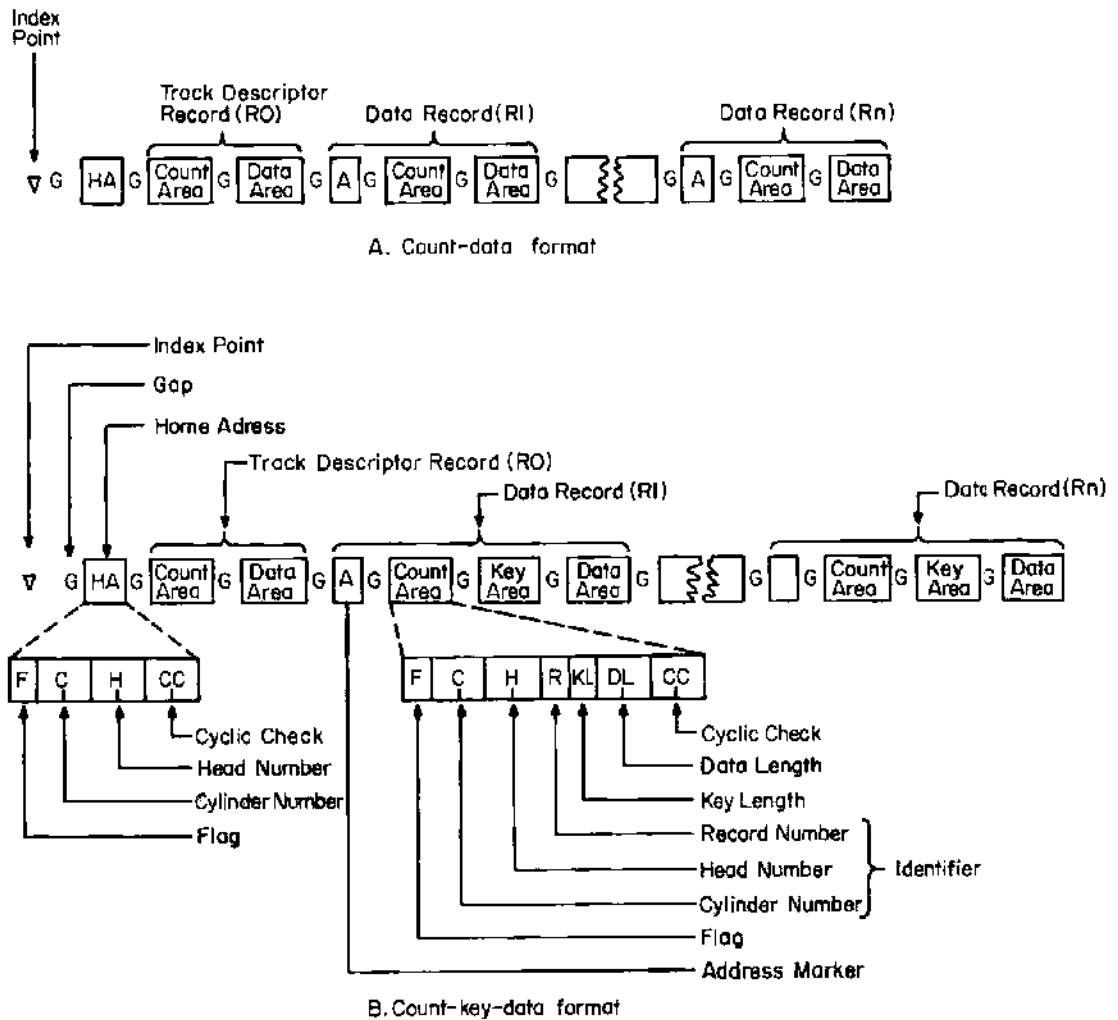 Index
Point
Track Descriptor
Record (RO)
Data Record (RI)
Data Record (Rn)
G HA G Count Area G Data Area G A G Count Area G Data Area G G A G Count Area G Data Area
A. Count-data format
Index Point
Gap
Home Adress
Track Descriptor Record (RO)
Data Record (RI)
Data Record (Rn)
G HA G Count Area G Data Area G A G Count Area G Key Area G Data Area G G G Count Area G Key Area G Data Area
F C H CC
F C H R KL DL CC
Cyclic Check
Head Number
Cylinder Number
Flag
Cyclic Check
Data Length
Key Length
Record Number
Head Number
Cylinder Number
Identifier
Flag
Address Marker
B. Count-key-data format